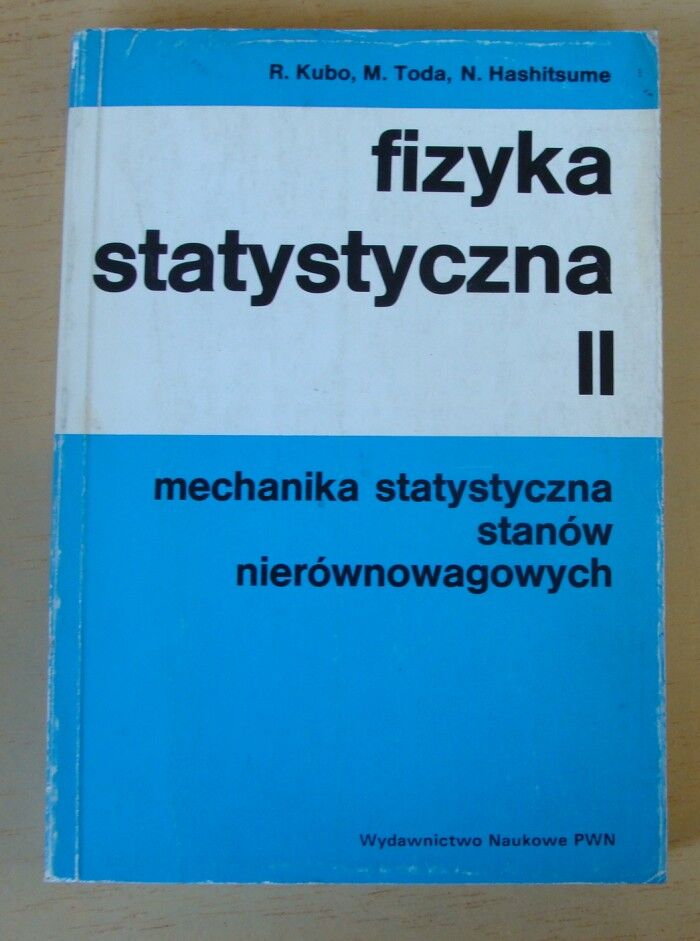 R. Kubo, M. Toda, N. Hashitsume
fizyka
statystyczna
II
mechanika statystyczna
stanów
nierównowagowych
Wydawnictwo Naukowe PWN